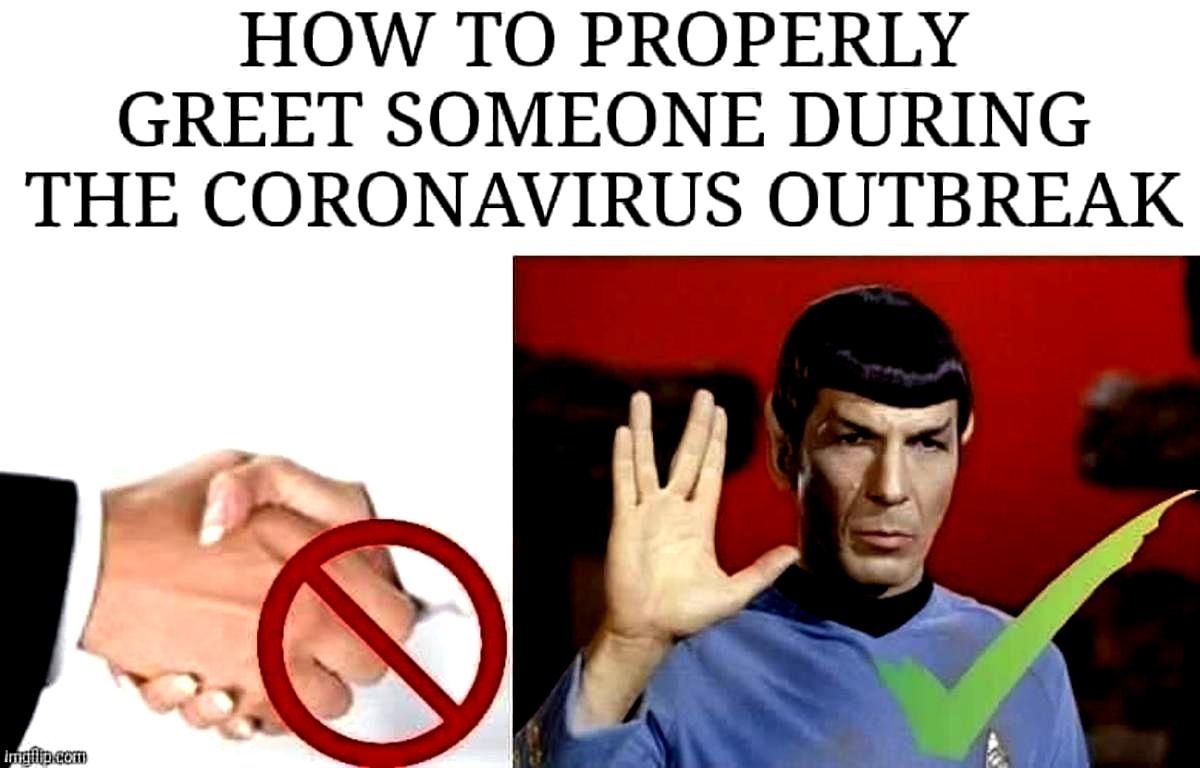 HOW TO PROPERLY
GREET SOMEONE DURING
THE CORONAVIRUS OUTBREAK
imgflip.com